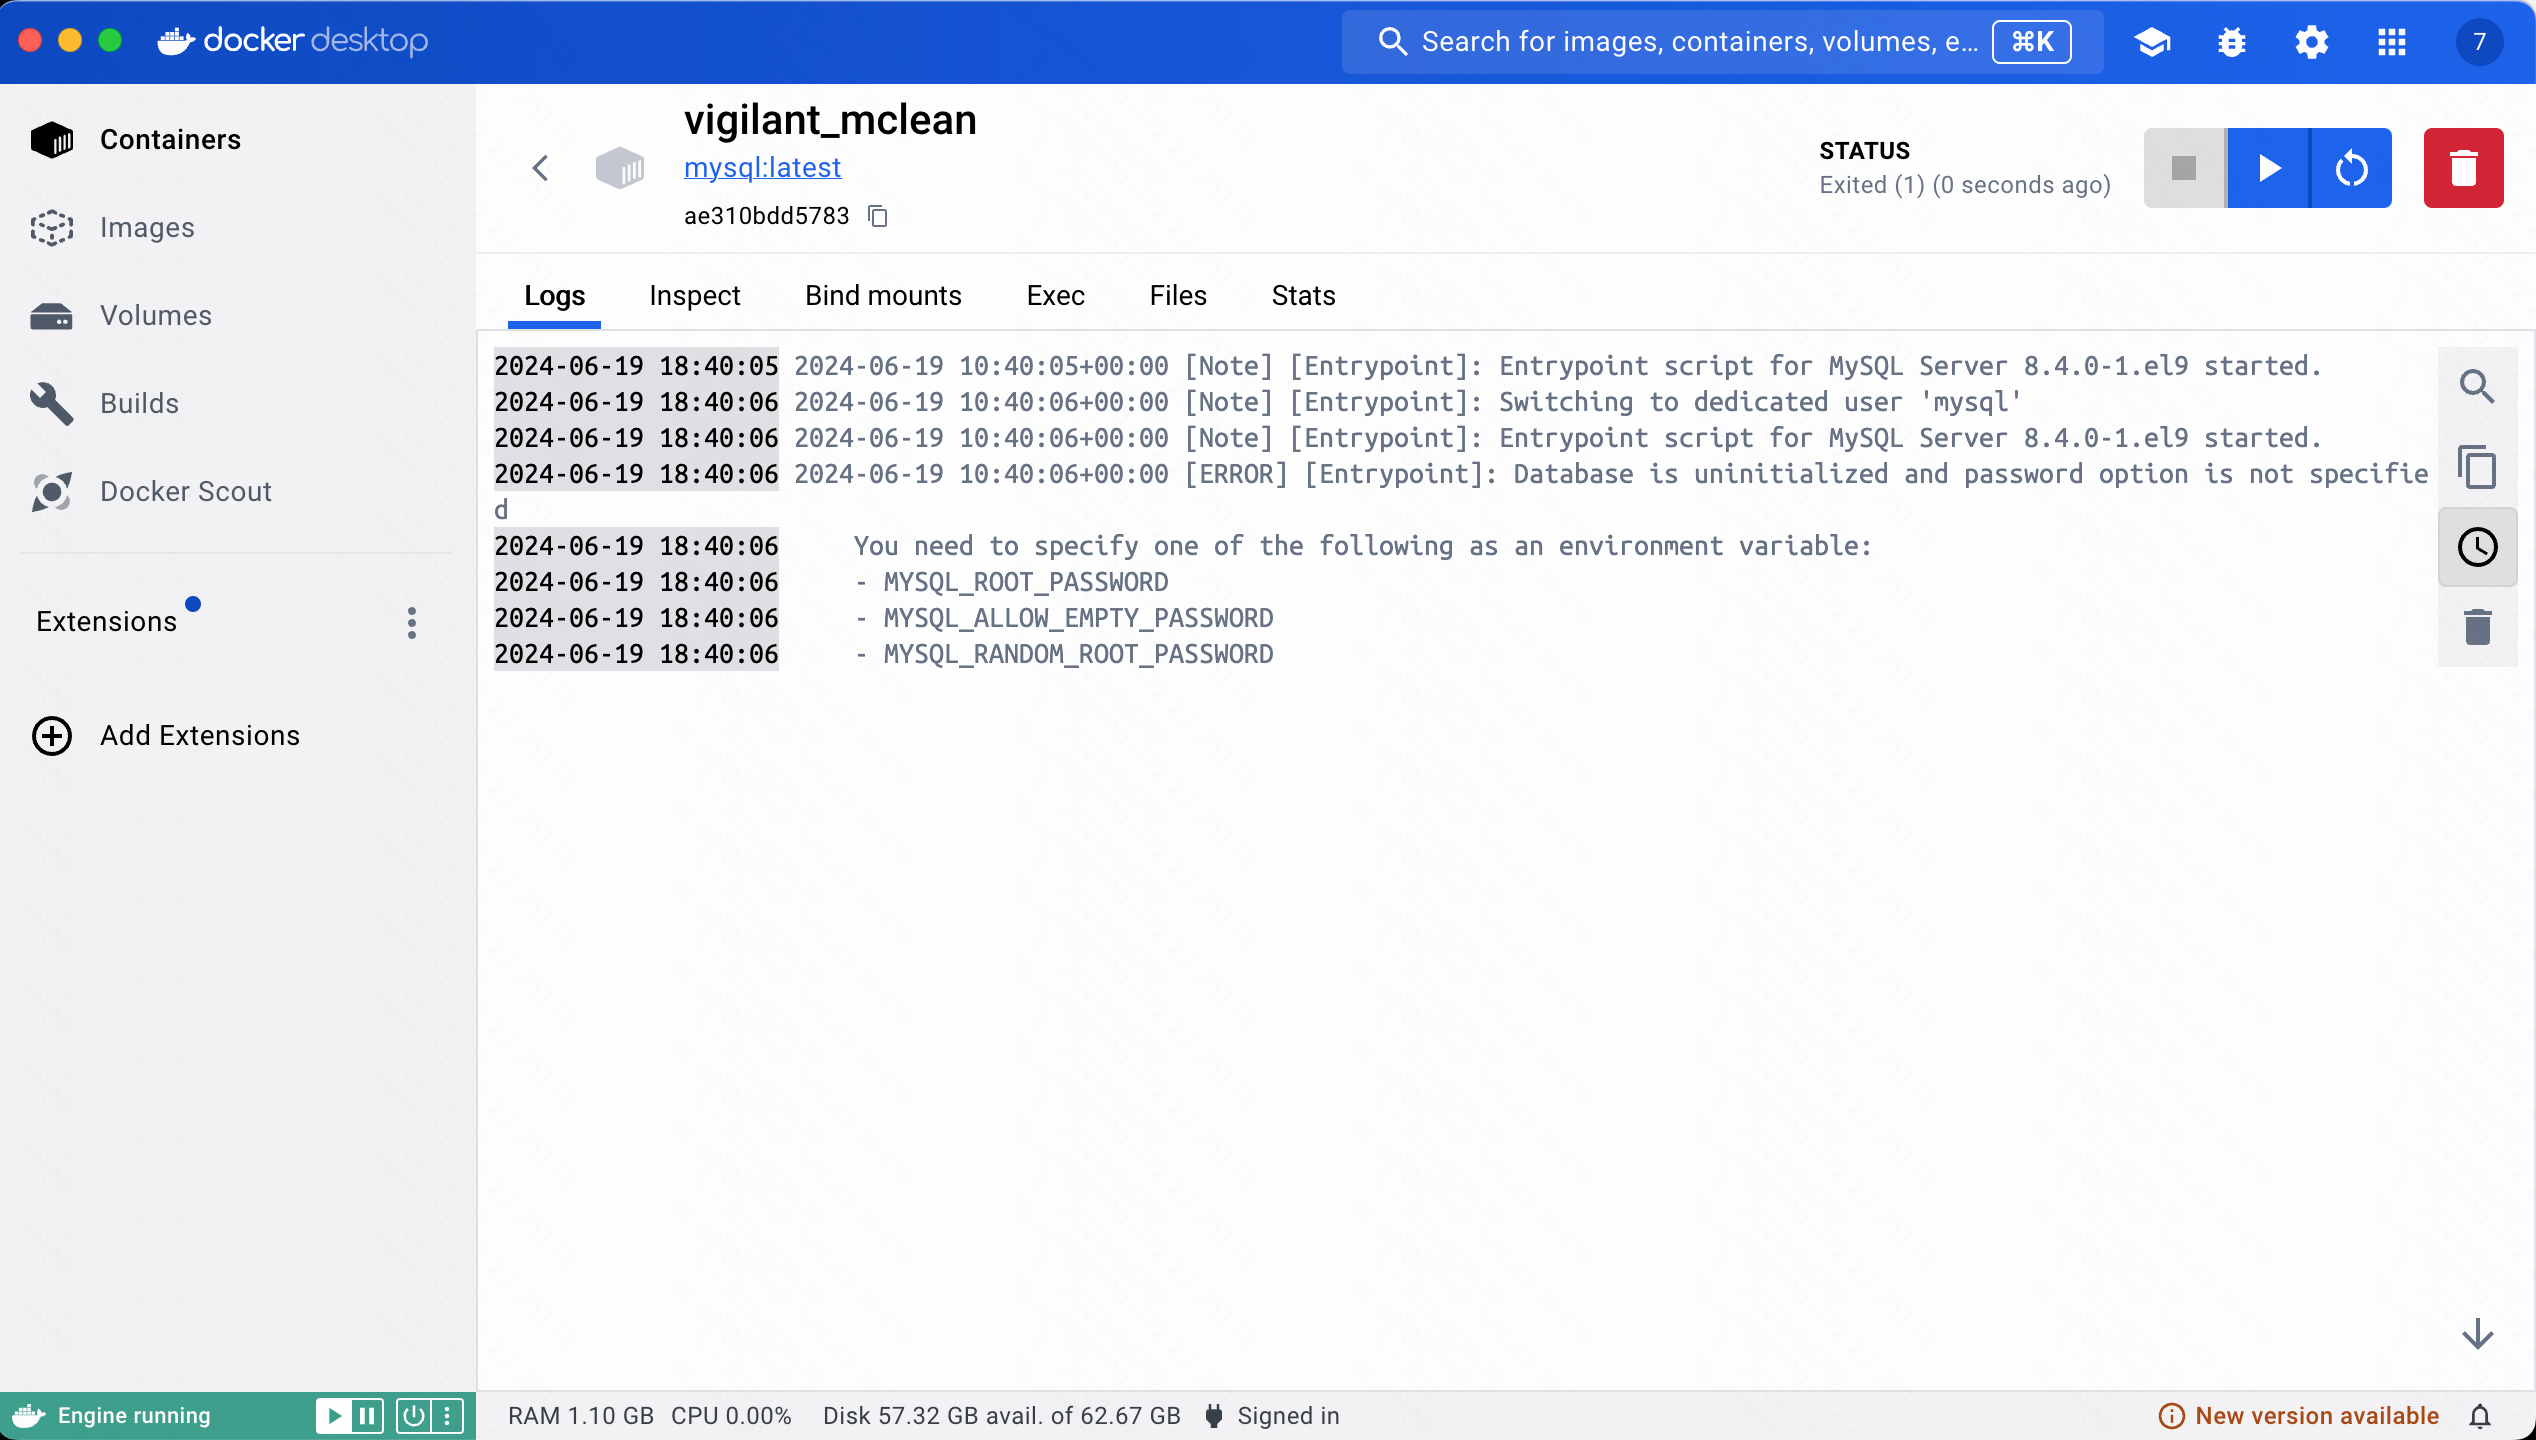 docker desktop
Search for images, containers, volumes, e...
⌘K
7
Containers
Images
Volumes
Builds
Docker Scout
Extensions
Add Extensions
vigilant_mclean
mysql:latest
ae310bdd5783
STATUS
Exited (1) (0 seconds ago)
Logs
Inspect
Bind mounts
Exec
Files
Stats
2024-06-19 18:40:05 2024-06-19 10:40:05+00:00 [Note] [Entrypoint]: Entrypoint script for MySQL Server 8.4.0-1.el9 started.
2024-06-19 18:40:06 2024-06-19 10:40:06+00:00 [Note] [Entrypoint]: Switching to dedicated user 'mysql'
2024-06-19 18:40:06 2024-06-19 10:40:06+00:00 [Note] [Entrypoint]: Entrypoint script for MySQL Server 8.4.0-1.el9 started.
2024-06-19 18:40:06 2024-06-19 10:40:06+00:00 [ERROR] [Entrypoint]: Database is uninitialized and password option is not specifie
d
2024-06-19 18:40:06 You need to specify one of the following as an environment variable:
2024-06-19 18:40:06 - MYSQL_ROOT_PASSWORD
2024-06-19 18:40:06 - MYSQL_ALLOW_EMPTY_PASSWORD
2024-06-19 18:40:06 - MYSQL_RANDOM_ROOT_PASSWORD
Engine running
RAM 1.10 GB CPU 0.00% Disk 57.32 GB avail. of 62.67 GB Signed in
New version available